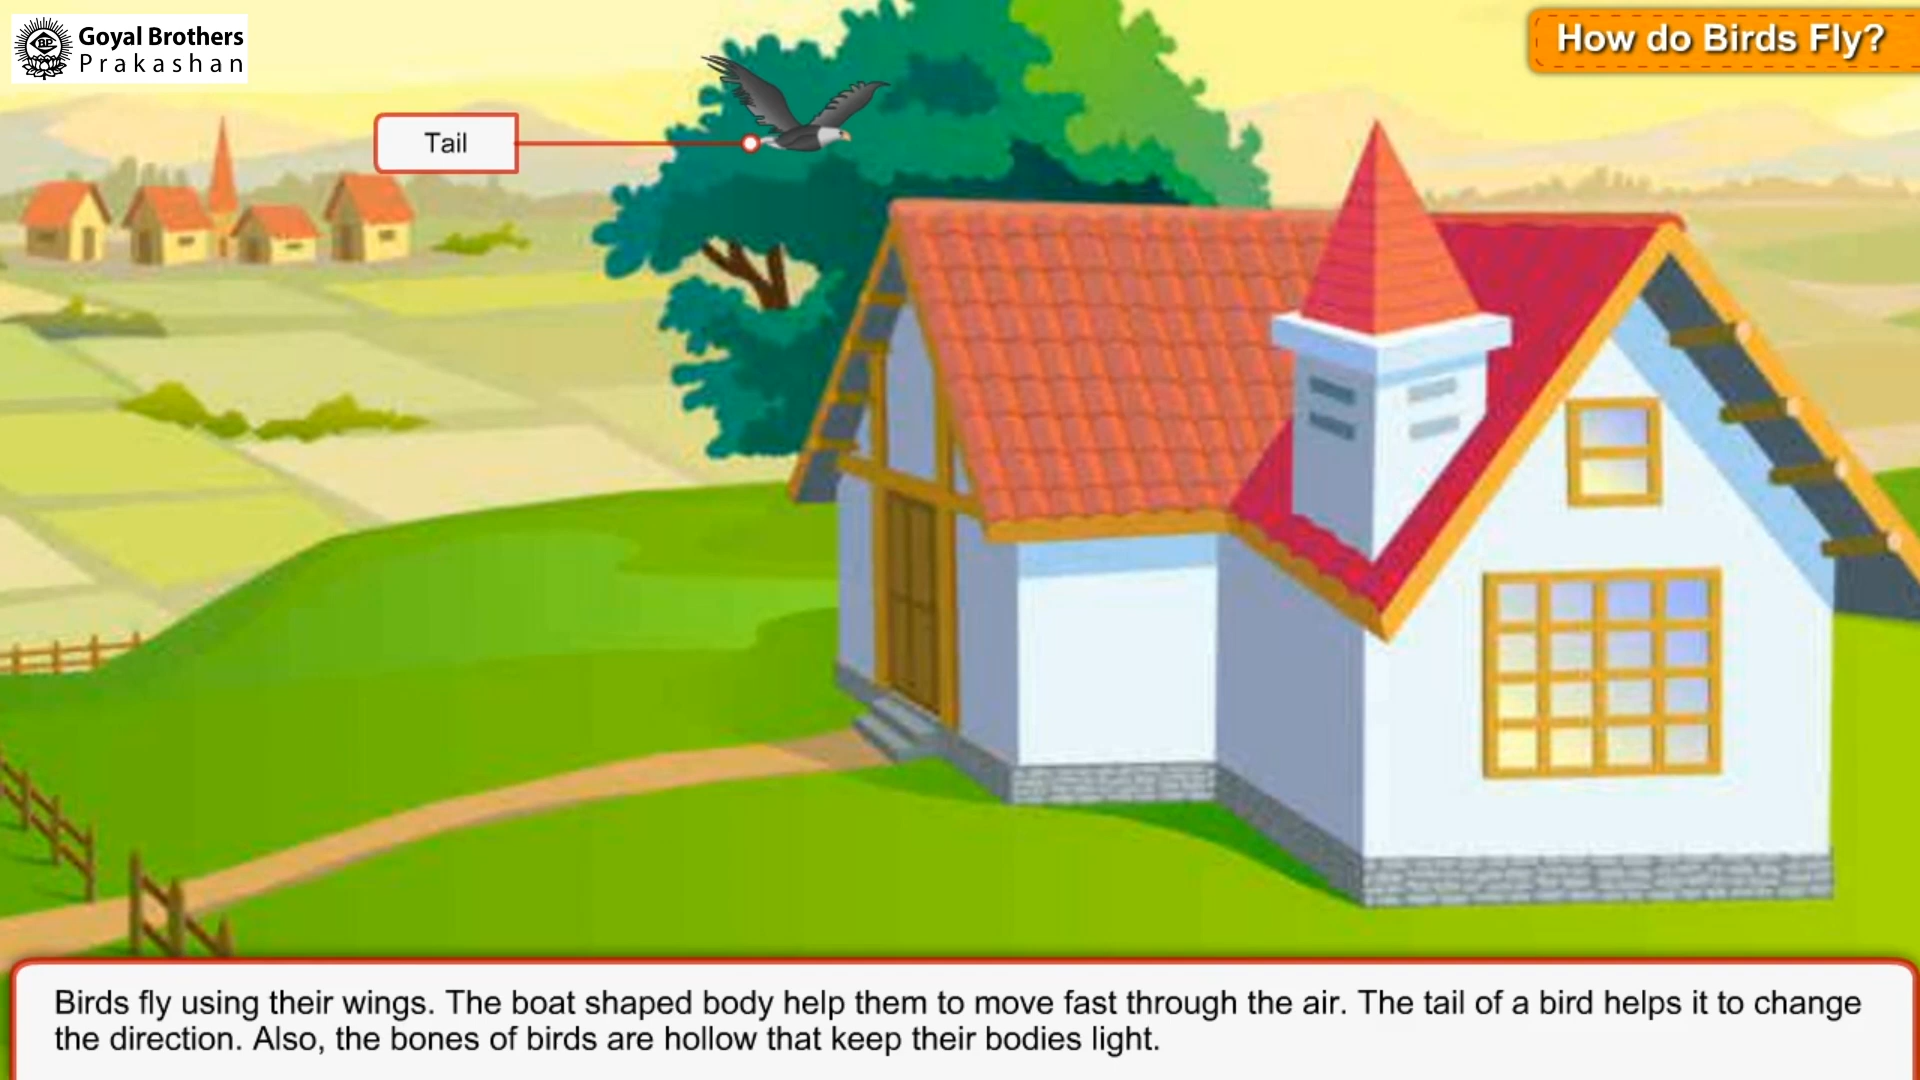 Goyal Brothers
Prakashan
How do Birds Fly?
Tail
Birds fly using their wings. The boat shaped body help them to move fast through the air. The tail of a bird helps it to change
the direction. Also, the bones of birds are hollow that keep their bodies light.